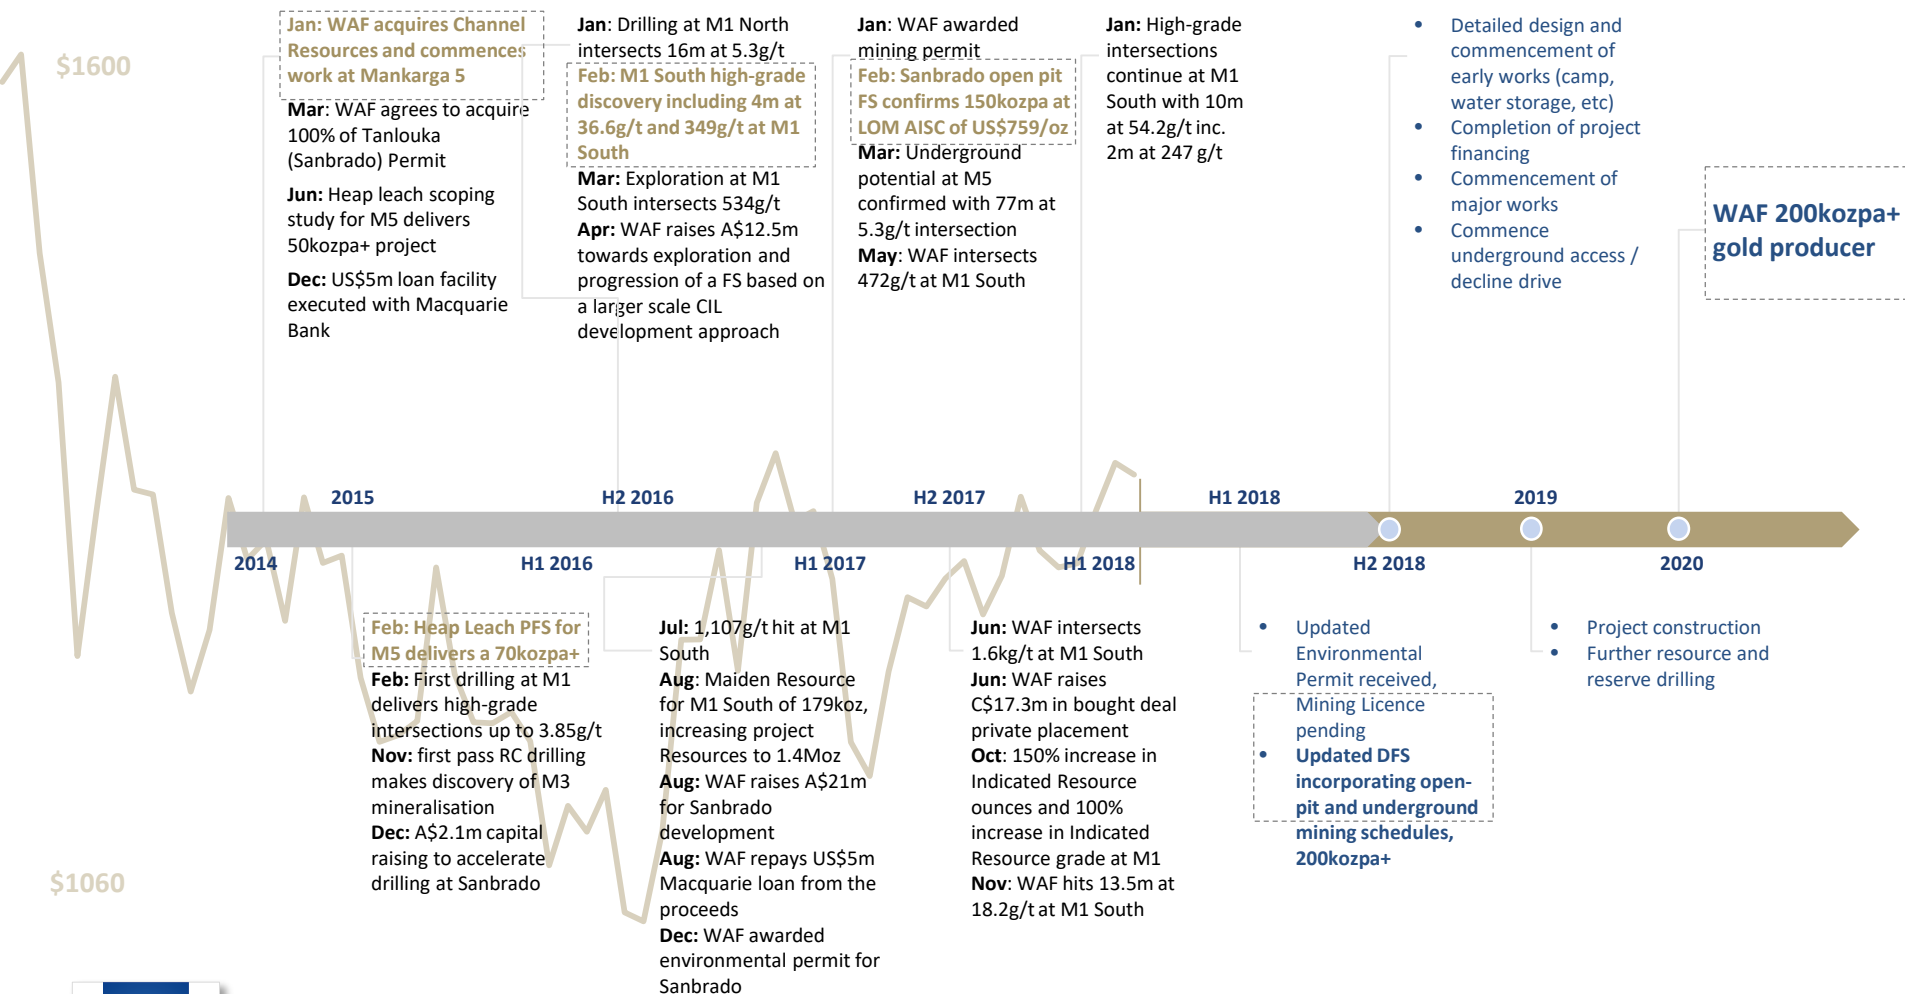 $1600
Jan: WAF acquires Channel
Resources and commences
work at Mankarga 5
Mar: WAF agrees to acquire
100% of Tanlouka
(Sanbrado) Permit
Jun: Heap leach scoping
study for M5 delivers
50kozpa+ project
Dec: US$5m loan facility
executed with Macquarie
Bank
Jan: Drilling at M1 North
intersects 16m at 5.3g/t
Feb: M1 South high-grade
discovery including 4m at
36.6g/t and 349g/t at M1
South
Mar: Exploration at M1
South intersects 534g/t
Apr: WAF raises A$12.5m
towards exploration and
progression of a FS based on
a larger scale CIL
development approach
Jan: WAF awarded
mining permit
Feb: Sanbrado open pit
FS confirms 150kozpa at
LOM AISC of US$759/oz
Mar: Underground
potential at M5
confirmed with 77m at
5.3g/t intersection
May: WAF intersects
472g/t at M1 South
Jan: High-grade
intersections
continue at M1
South with 10m
at 54.2g/t inc.
2m at 247 g/t
• Detailed design and
commencement of
early works (camp,
water storage, etc)
• Completion of project
financing
• Commencement of
major works
• Commence
underground access /
decline drive
WAF 200kozpa+
gold producer
2015
H2 2016
H2 2017
H1 2018
2019
2014
H1 2016
H1 2017
H1 2018
H2 2018
2020
Feb: Heap Leach PFS for
M5 delivers a 70kozpa+
Feb: First drilling at M1
delivers high-grade
intersections up to 3.85g/t
Nov: first pass RC drilling
makes discovery of M3
mineralisation
Dec: A$2.1m capital
raising to accelerate
drilling at Sanbrado
Jul: 1,107g/t hit at M1
South
Aug: Maiden Resource
for M1 South of 179koz,
increasing project
Resources to 1.4Moz
Aug: WAF raises A$21m
for Sanbrado
development
Aug: WAF repays US$5m
Macquarie loan from the
proceeds
Dec: WAF awarded
environmental permit for
Sanbrado
Jun: WAF intersects
1.6kg/t at M1 South
Jun: WAF raises
C$17.3m in bought deal
private placement
Oct: 150% increase in
Indicated Resource
ounces and 100%
increase in Indicated
Resource grade at M1
Nov: WAF hits 13.5m at
18.2g/t at M1 South
• Updated
Environmental
Permit received,
Mining Licence
pending
• Updated DFS
incorporating open-
pit and underground
mining schedules,
200kozpa+
• Project construction
• Further resource and
reserve drilling
$1060